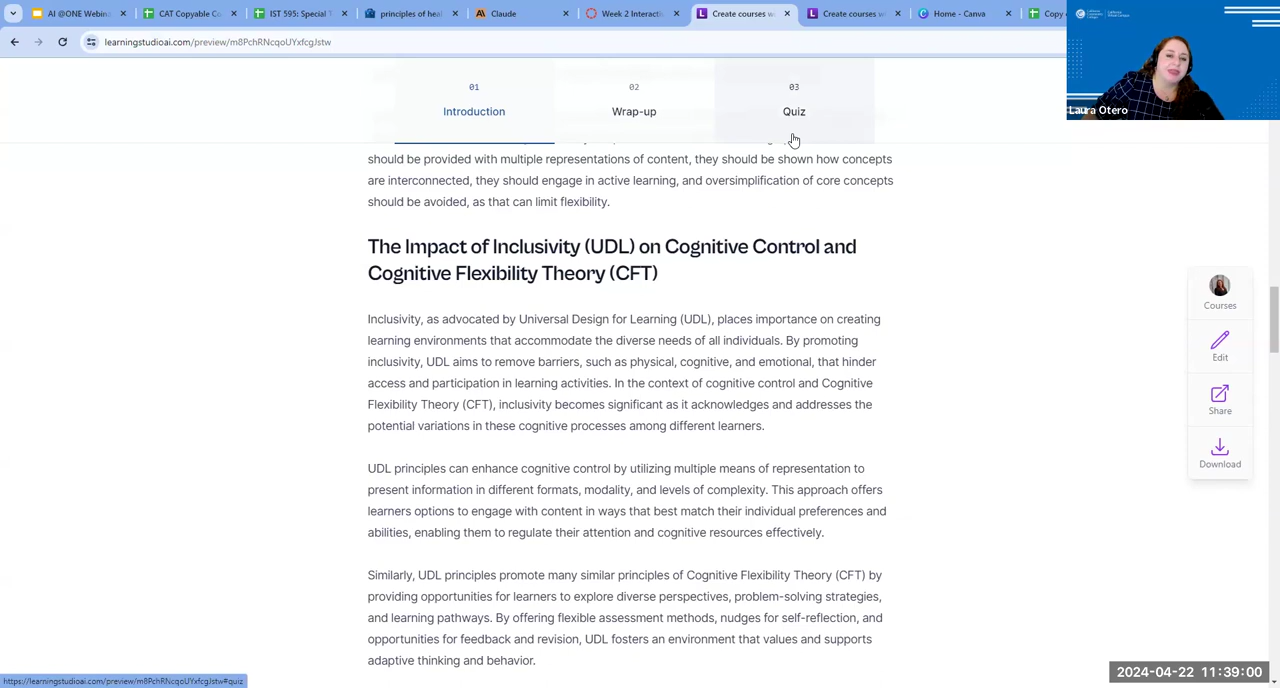 AI @ONE Webinar
CAT Copyable Co
IST 595: Special T
Claude
Week 2 Interactiv
Create courses w
Create courses wi
Home - Canva
Copy
learningstudioai.com/preview/m8PchRNcqoUYxfcgJstw
01
02
03
Introduction
Wrap-up
Quiz
Laura Otero
should be provided with multiple representations of content, they should be shown how concepts
are interconnected, they should engage in active learning, and oversimplification of core concepts
should be avoided, as that can limit flexibility.
The Impact of Inclusivity (UDL) on Cognitive Control and
Cognitive Flexibility Theory (CFT)
Inclusivity, as advocated by Universal Design for Learning (UDL), places importance on creating
learning environments that accommodate the diverse needs of all individuals. By promoting
inclusivity, UDL aims to remove barriers, such as physical, cognitive, and emotional, that hinder
access and participation in learning activities. In the context of cognitive control and Cognitive
Flexibility Theory (CFT), inclusivity becomes significant as it acknowledges and addresses the
potential variations in these cognitive processes among different learners.
UDL principles can enhance cognitive control by utilizing multiple means of representation to
present information in different formats, modality, and levels of complexity. This approach offers
learners options to engage with content in ways that best match their individual preferences and
abilities, enabling them to regulate their attention and cognitive resources effectively.
Similarly, UDL principles promote many similar principles of Cognitive Flexibility Theory (CFT) by
providing opportunities for learners to explore diverse perspectives, problem-solving strategies,
and learning pathways. By offering flexible assessment methods, nudges for self-reflection, and
opportunities for feedback and revision, UDL fosters an environment that values and supports
adaptive thinking and behavior.
Courses
Edit
Share
Download
https://learningstudioai.com/preview/m8PchRNcqoUYxfcgJstw#quiz
2024-04-22 11:39:00